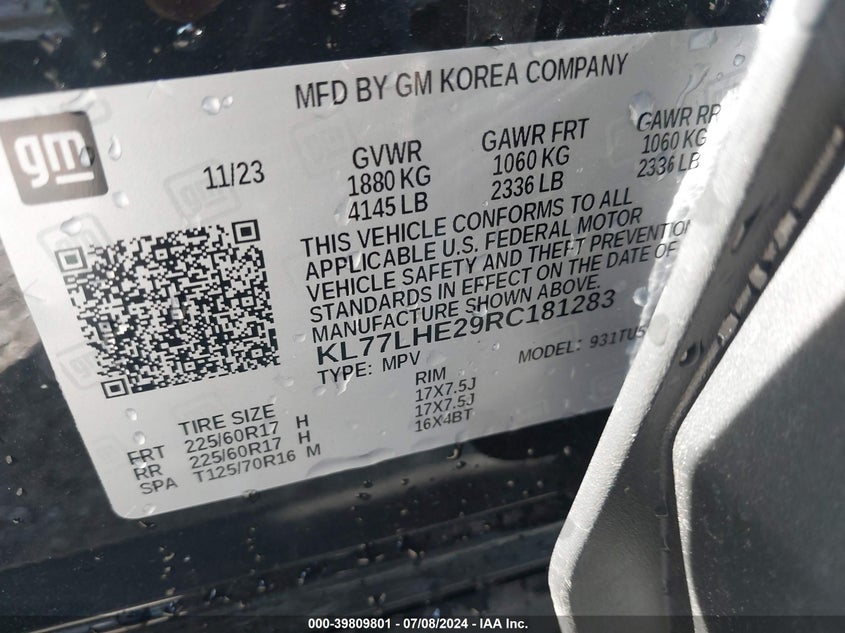 MFD BY GM KOREA COMPANY
gm
11/23
GVWR
1880 KG
4145 LB
GAWR FRT
1060 KG
2336 LB
GAWR RR
1060 KG
2336 LB
THIS VEHICLE CONFORMS TO ALL
APPLICABLE U.S. FEDERAL MOTOR
VEHICLE SAFETY AND THEFT PREVENTION
STANDARDS IN EFFECT ON THE DATE OF
MANUFACTURE SHOWN ABOVE.
KL77LHE29RC181283
TYPE: MPV
MODEL: 931TU5
TIRE SIZE
RIM
FRT 225/60R17 H 17X7.5J
RR 225/60R17 H 17X7.5J
SPA T125/70R16 M 16X4BT
000-39809801 - 07/08/2024 - IAA Inc.